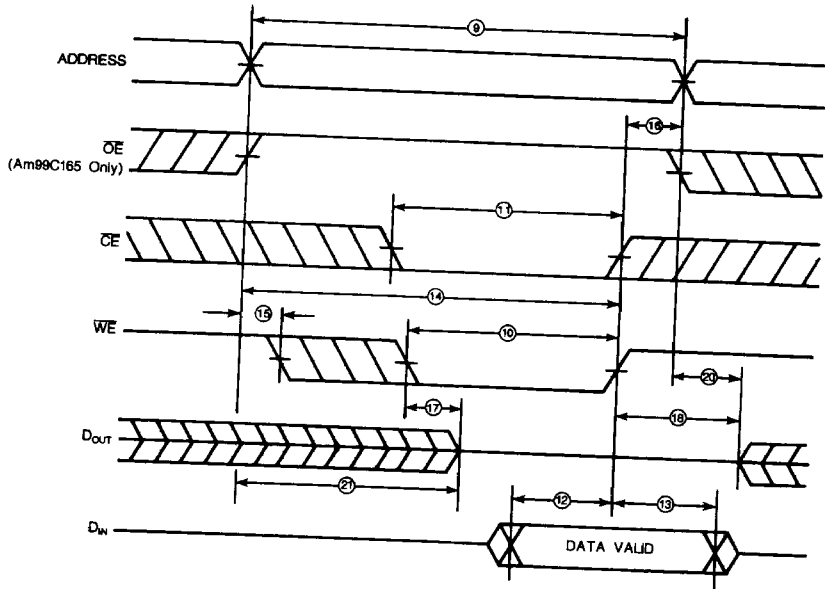 ⑨
ADDRESS
⑯
OE
(Am99C165 Only)
⑪
CE
⑭
⑮
⑩
WE
⑳
⑰
⑱
DOUT
㉑
⑫
⑬
DIN
DATA VALID